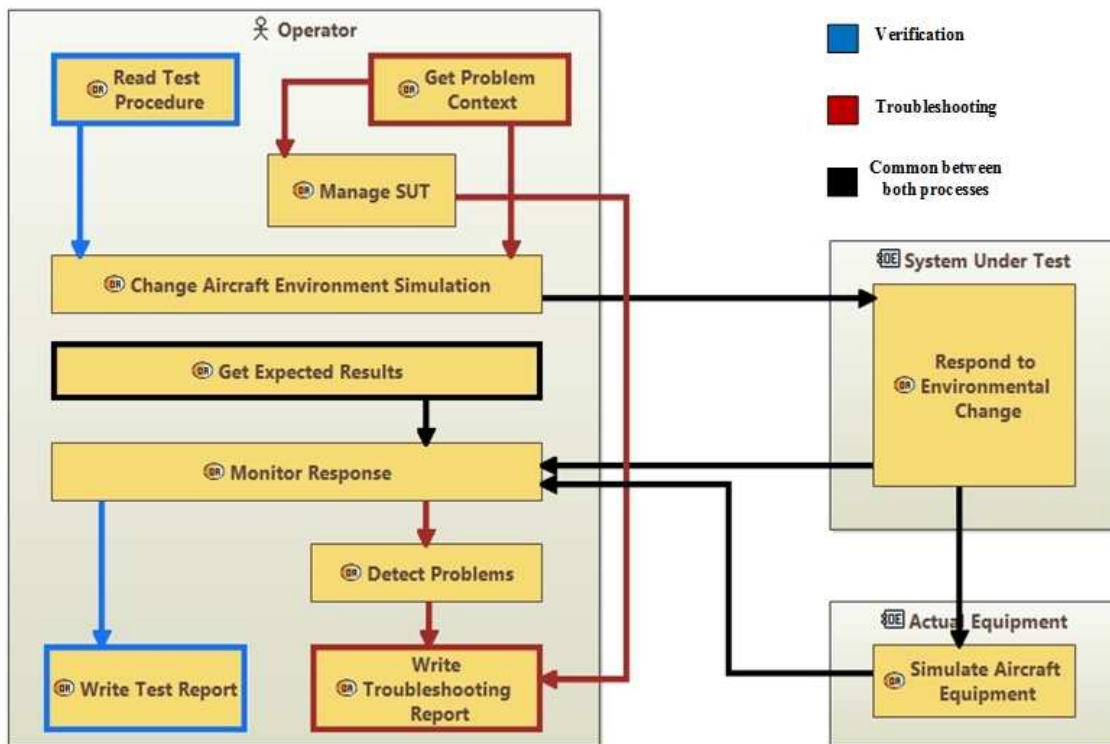 Operator
Read Test
Procedure
Get Problem
Context
Manage SUT
Change Aircraft Environment Simulation
Get Expected Results
Monitor Response
Detect Problems
Write Test Report
Write
Troubleshooting
Report
Verification
Troubleshooting
Common between
both processes
OE System Under Test
Respond to
Environmental
Change
OE Actual Equipment
Simulate Aircraft
Equipment